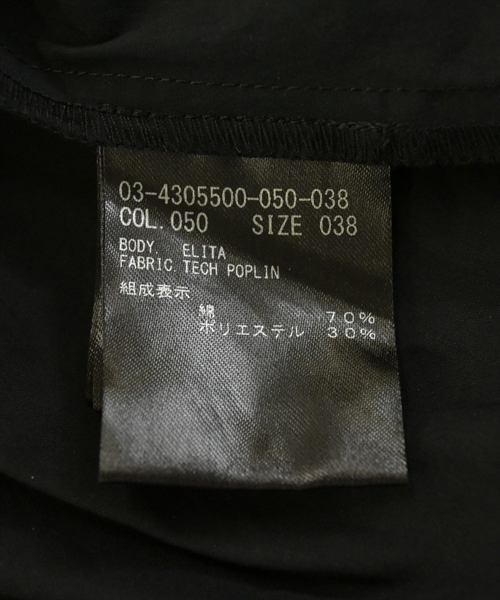 03-4305500-050-038
COL.050 SIZE 038
BODY. ELITA
FABRIC TECH POPLIN
組成表示
綿 70%
ポリエステル 30%